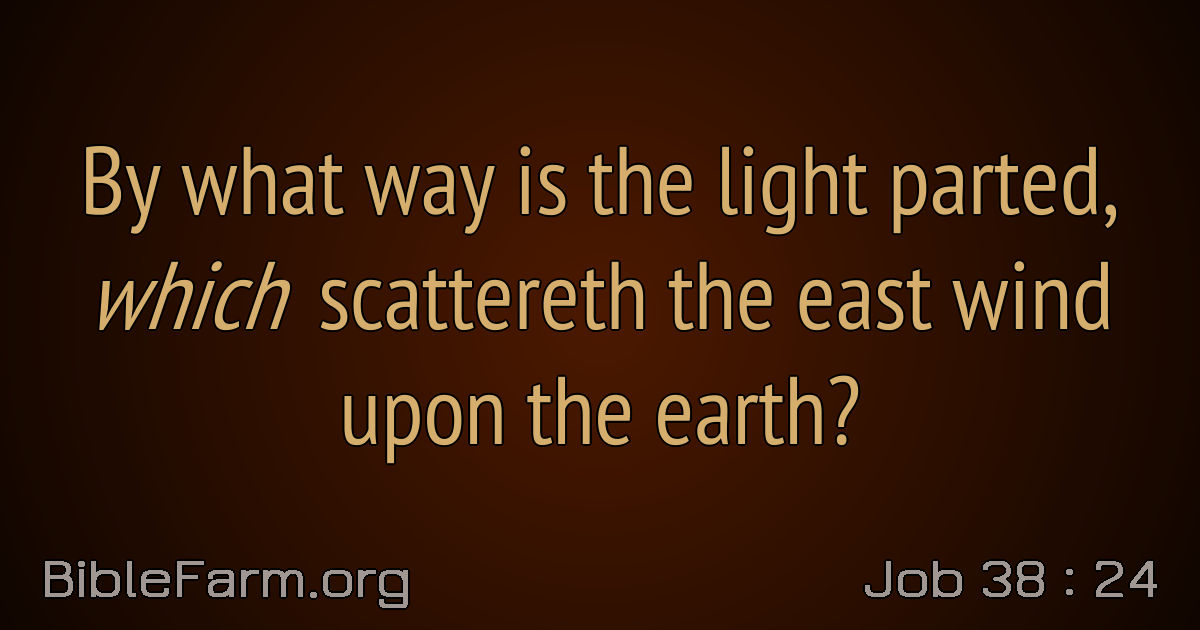 By what way is the light parted,
which scattereth the east wind
upon the earth?
BibleFarm.org
Job 38 : 24